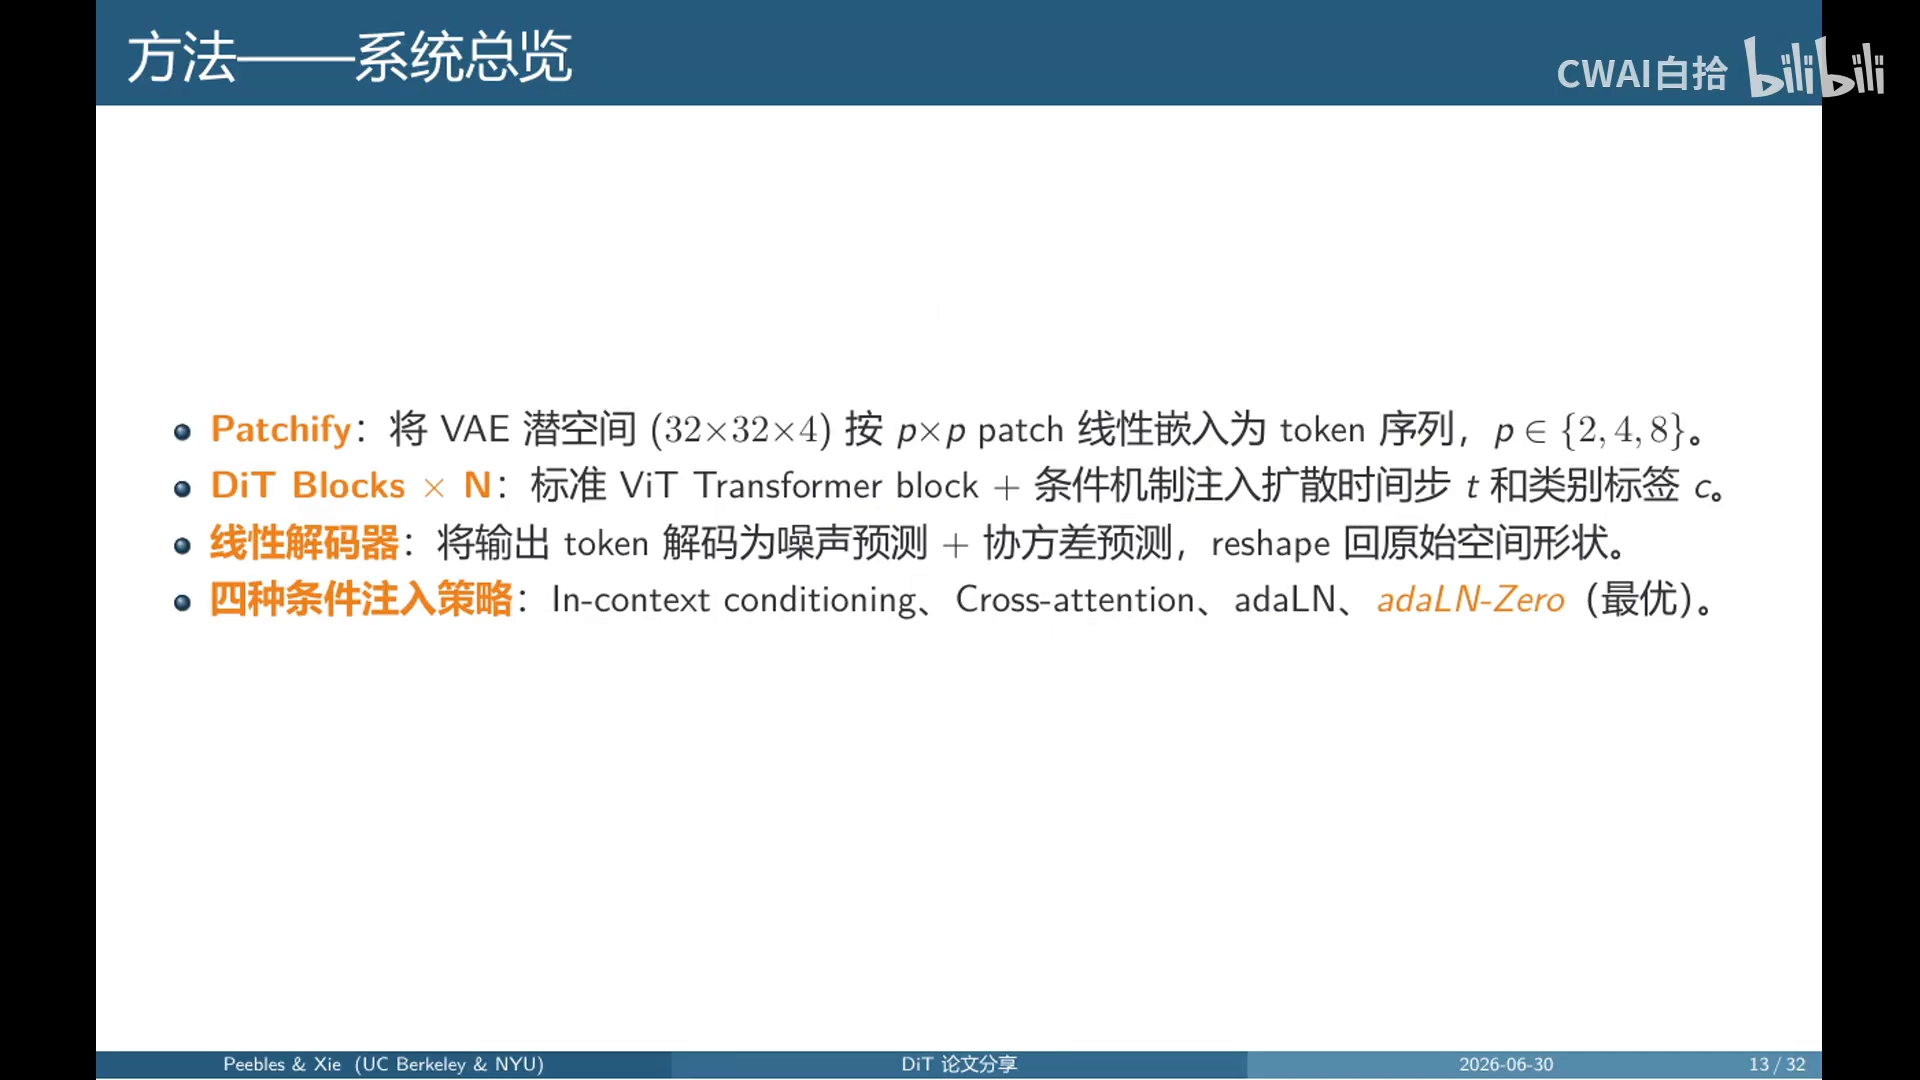 方法——系统总览
CWAI白拾 bilibili
Patchify：将 VAE 潜空间 (32×32×4) 按 p×p patch 线性嵌入为 token 序列，p ∈ {2, 4, 8}。
DiT Blocks × N：标准 ViT Transformer block + 条件机制注入扩散时间步 t 和类别标签 c。
线性解码器：将输出 token 解码为噪声预测 + 协方差预测，reshape 回原始空间形状。
四种条件注入策略：In-context conditioning、Cross-attention、adaLN、adaLN-Zero（最优）。
Peebles & Xie (UC Berkeley & NYU) DiT 论文分享 2026-06-30 13 / 32